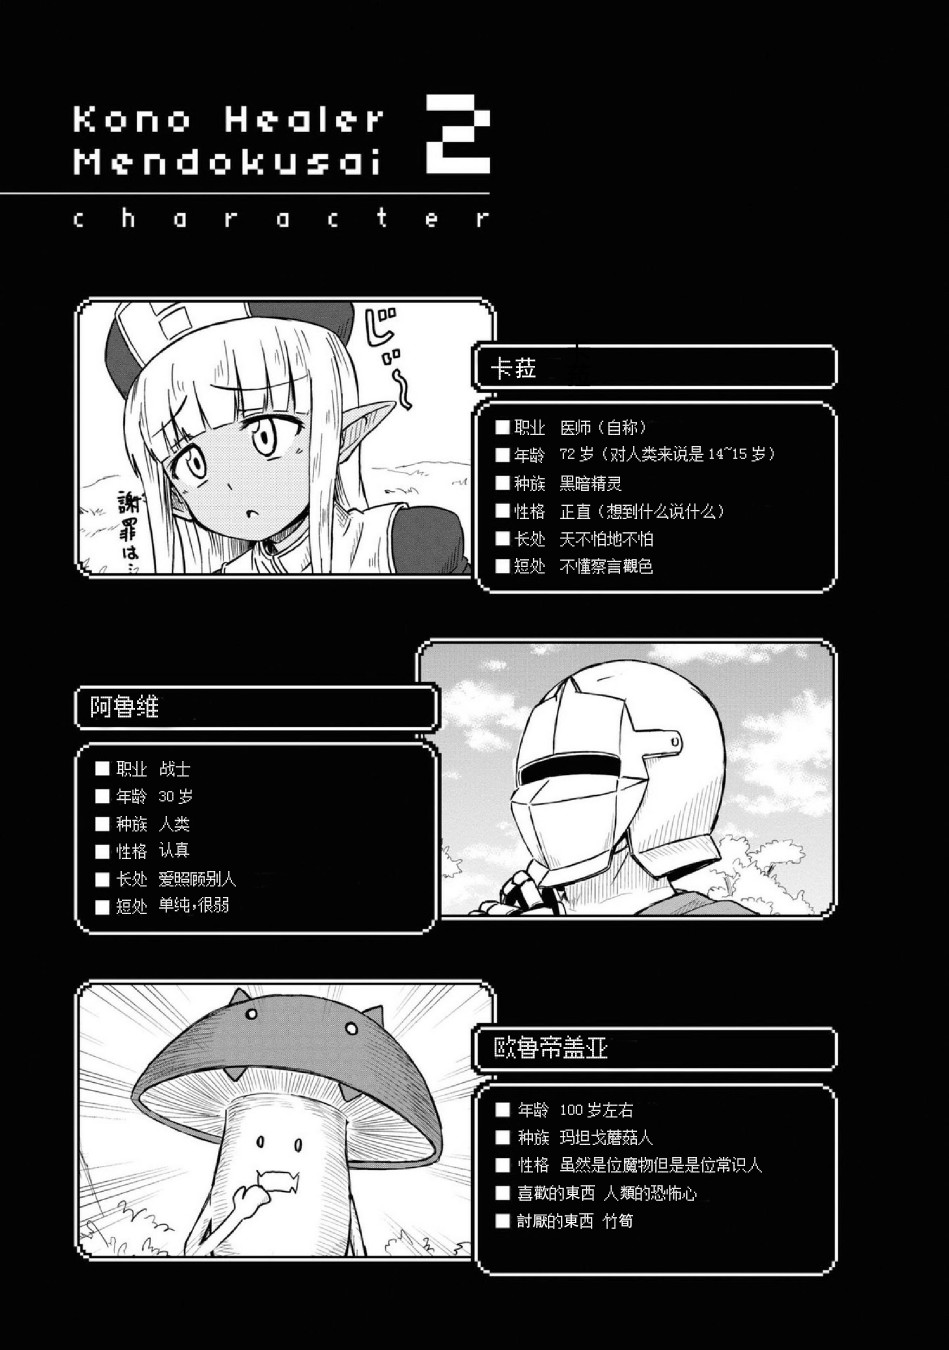 Kono Healer
Mendokusai
2
character
じ〜
謝罪は…
卡菈
■职业 医师（自称）
■年龄 72岁（对人类来说是14~15岁）
■种族 黑暗精灵
■性格 正直（想到什么说什么）
■长处 天不怕地不怕
■短处 不懂察言觀色
阿鲁维
■职业 战士
■年龄 30岁
■种族 人类
■性格 认真
■长处 爱照顾别人
■短处 单纯,很弱
欧鲁帝盖亚
■年龄 100岁左右
■种族 玛坦戈蘑菇人
■性格 虽然是位魔物但是是位常识人
■喜歡的東西 人類的恐怖心
■討厭的東西 竹筍